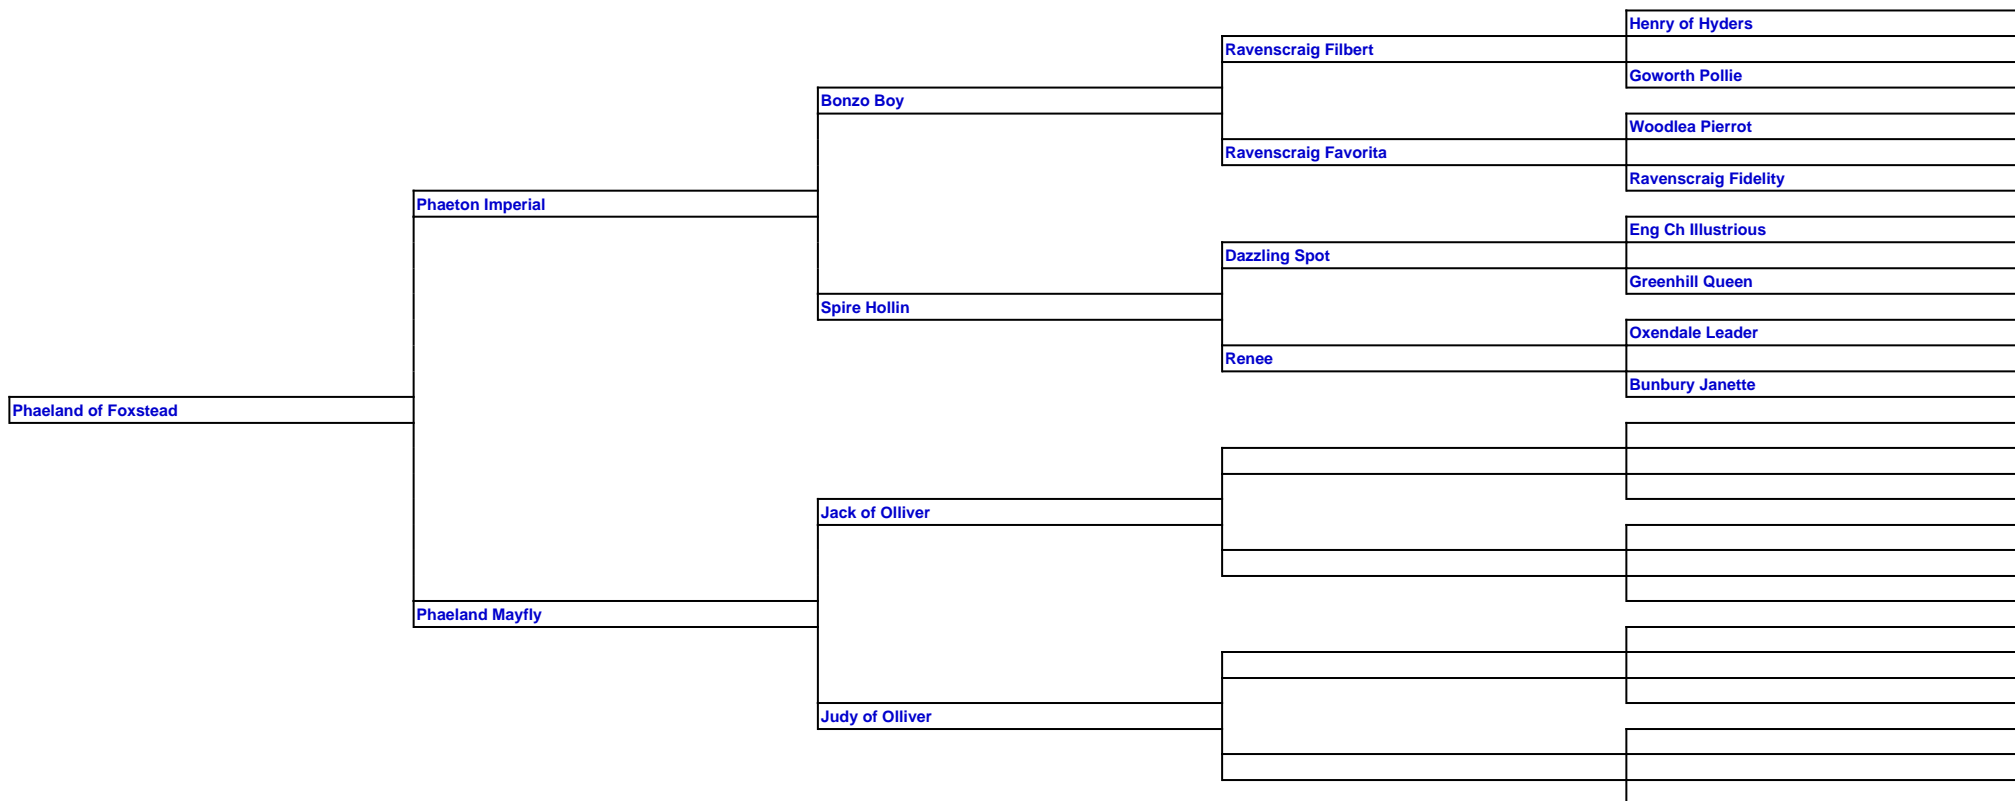 Henry of Hyders
Ravenscraig Filbert
Goworth Pollie
Bonzo Boy
Woodlea Pierrot
Ravenscraig Favorita
Ravenscraig Fidelity
Phaeton Imperial
Eng Ch Illustrious
Dazzling Spot
Greenhill Queen
Spire Hollin
Oxendale Leader
Renee
Bunbury Janette
Phaeland of Foxstead
Jack of Olliver
Phaeland Mayfly
Judy of Olliver